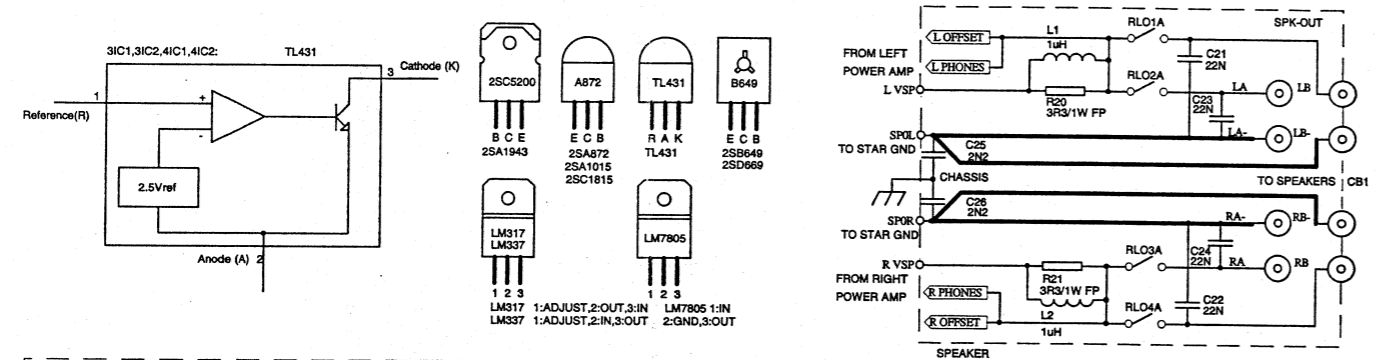 3IC1,3IC2,4IC1,4IC2: TL431
Cathode (K)
3
1
Reference(R)
+
-
2.5Vref
Anode (A) 2
2SC5200
B C E
2SA1943
A872
E C B
2SA872
2SA1015
2SC1815
TL431
R A K
TL431
B649
E C B
2SB649
2SD669
LM317
LM337
1 2 3
LM317 1:ADJUST,2:OUT,3:IN
LM337 1:ADJUST,2:IN,3:OUT
LM7805
1 2 3
LM7805 1:IN
2:GND,3:OUT
SPK-OUT
RLO1A
L OFFSET
L1
1uH
C21
22N
FROM LEFT
POWER AMP
L PHONES
RLO2A
L VSP
LA
LB
R20
3R3/1W FP
C23
22N
SP0L
LA-
LB-
TO STAR GND
C25
2N2
CHASSIS
TO SPEAKERS
CB1
C26
2N2
SP0R
RA-
RB-
TO STAR GND
RLO3A
C24
22N
R VSP
RA
RB
FROM RIGHT
POWER AMP
R21
3R3/1W FP
R PHONES
RLO4A
C22
22N
L2
R OFFSET
1uH
SPEAKER